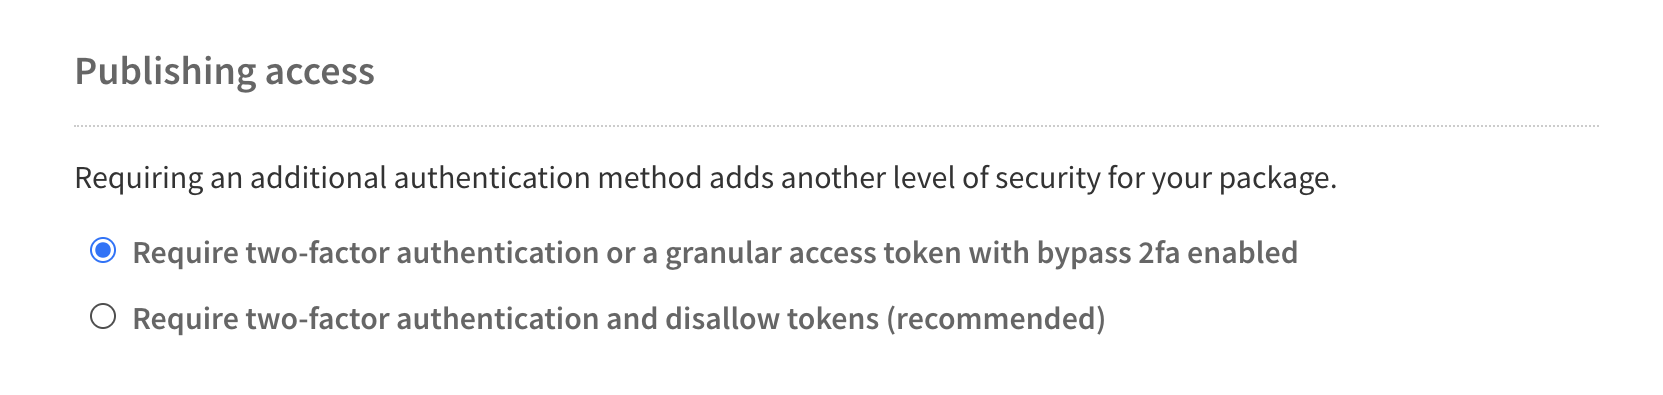 Publishing access
Requiring an additional authentication method adds another level of security for your package.
Require two-factor authentication or a granular access token with bypass 2fa enabled
Require two-factor authentication and disallow tokens (recommended)